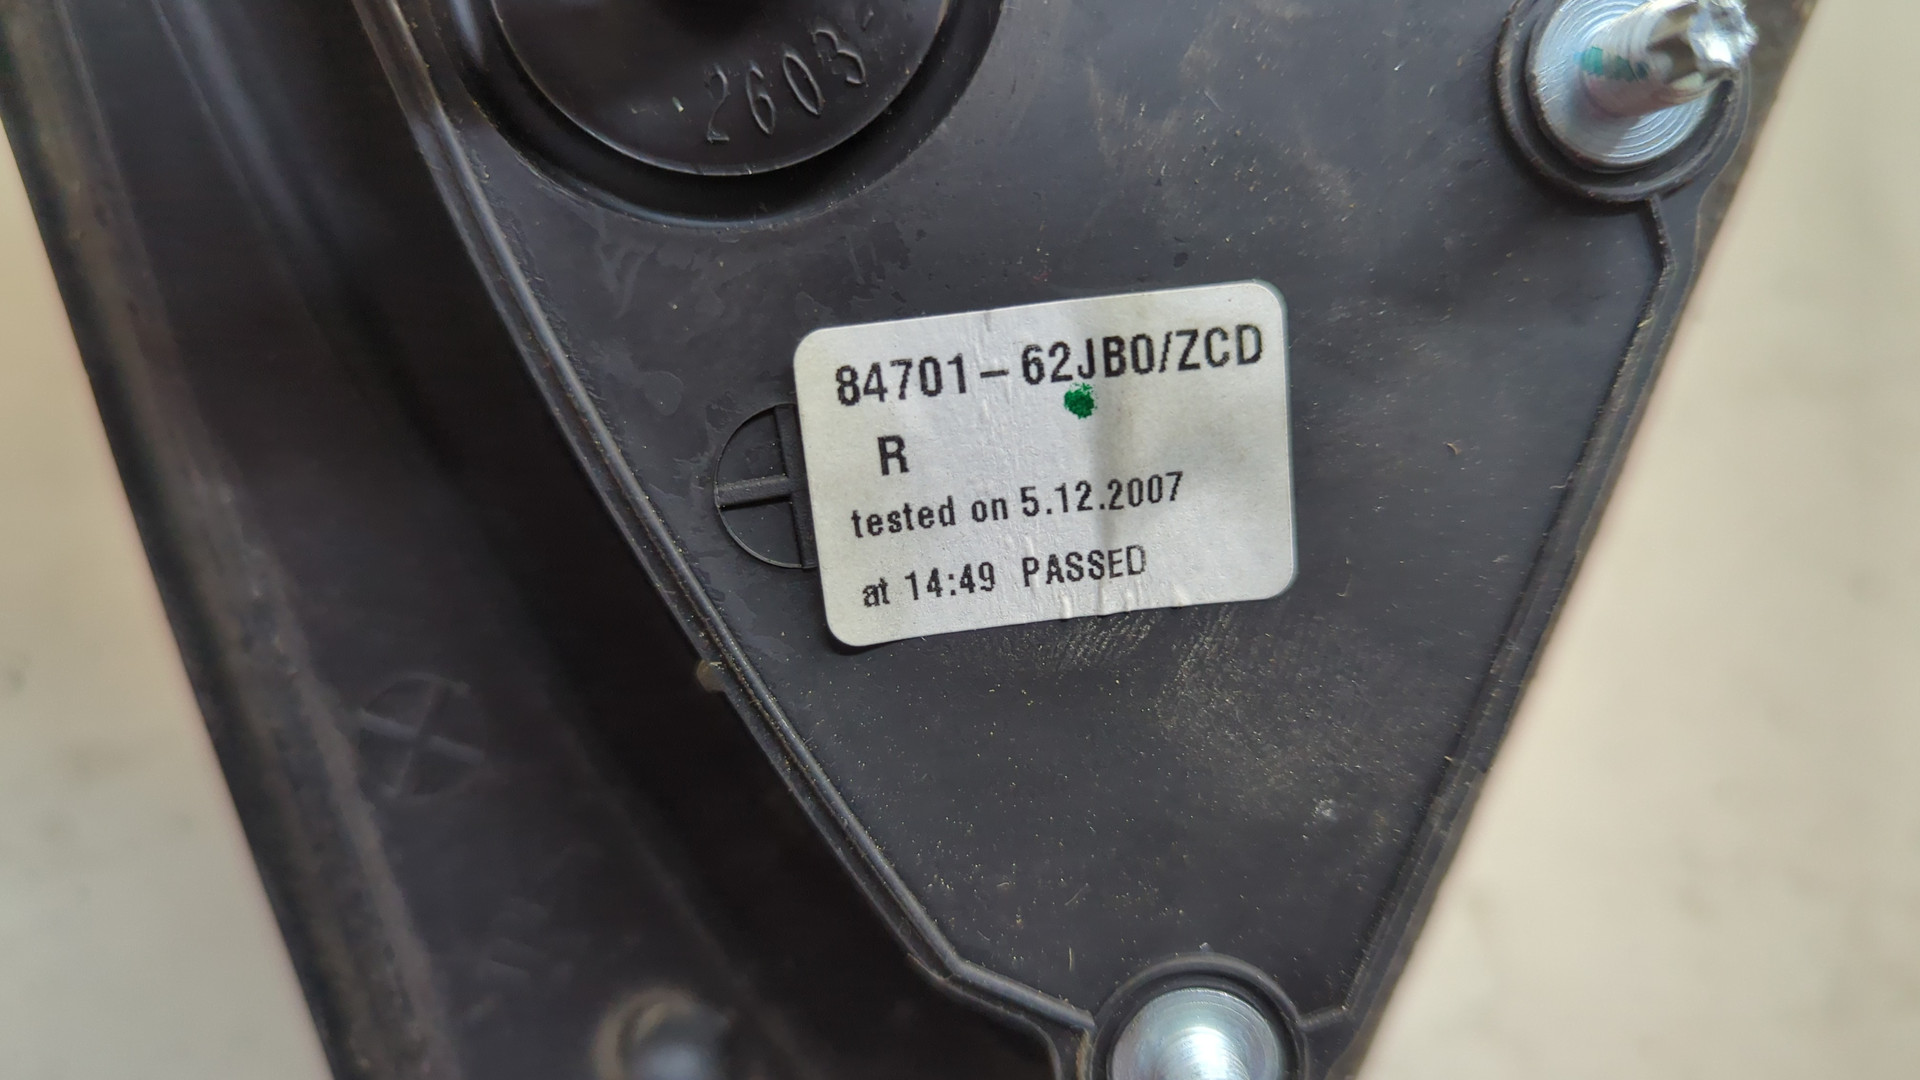 2603
84701-62JB0/ZCD
R
tested on 5.12.2007
at 14:49 PASSED